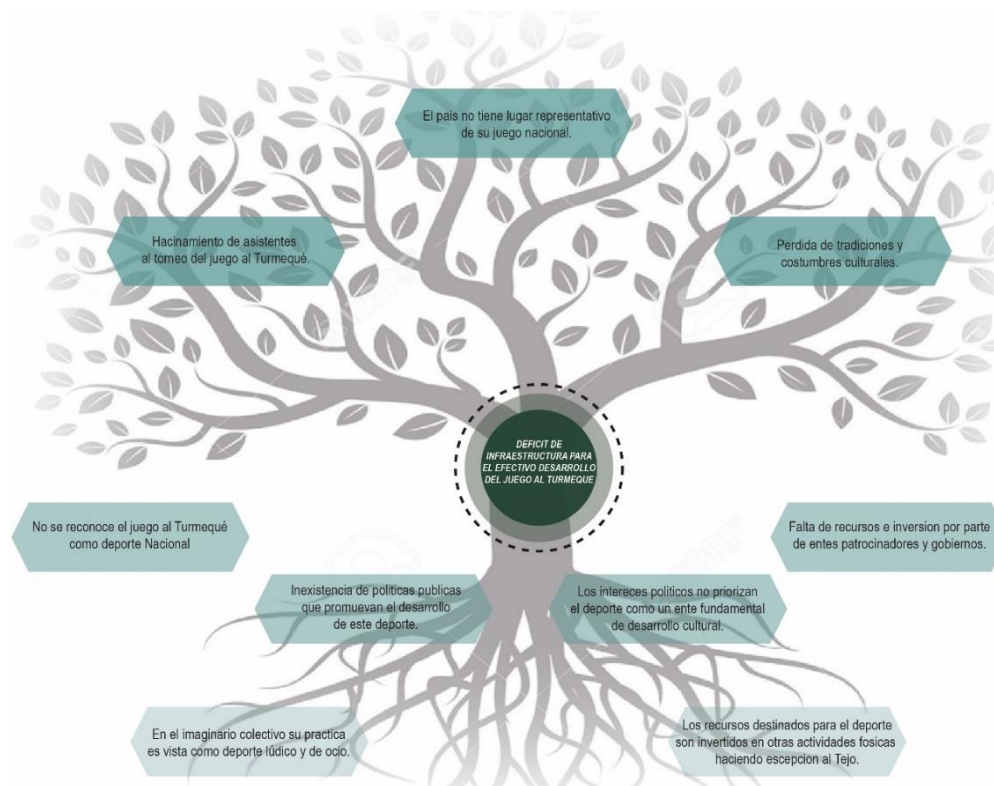 El pais no tiene lugar representativo
de su juego nacional.
Hacinamiento de asistentes
al torneo del juego al Turmequé.
Perdida de tradiciones y
costumbres culturales.
DEFICIT DE
INFRAESTRUCTURA PARA
EL EFECTIVO DESARROLLO
DEL JUEGO AL TURMEQUE
No se reconoce el juego al Turmequé
como deporte Nacional
Falta de recursos e inversion por parte
de entes patrocinadores y gobiernos.
Inexistencia de politicas publicas
que promuevan el desarrollo
de este deporte.
Los intereces politicos no priorizan
el deporte como un ente fundamental
de desarrollo cultural.
En el imaginario colectivo su practica
es vista como deporte lúdico y de ocio.
Los recursos destinados para el deporte
son invertidos en otras actividades fosicas
haciendo escepcion al Tejo.